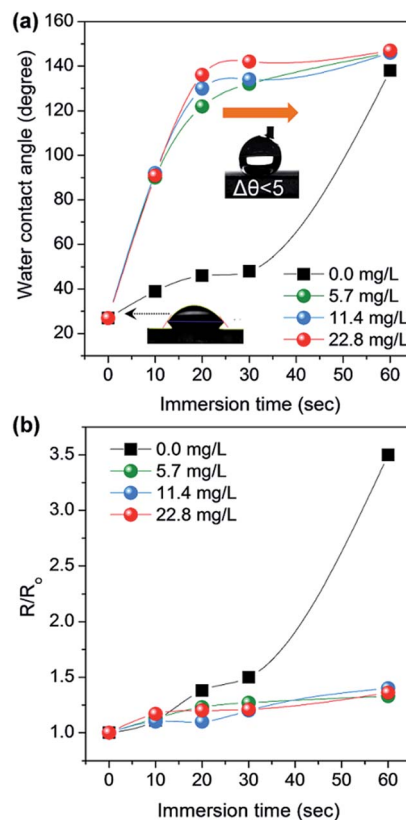 (a)
160
140
120
100
80
60
40
20
Water contact angle (degree)
Δθ<5
0.0 mg/L
5.7 mg/L
11.4 mg/L
22.8 mg/L
0 10 20 30 40 50 60
Immersion time (sec)
(b)
3.5
3.0
2.5
2.0
1.5
1.0
R/Ro
0.0 mg/L
5.7 mg/L
11.4 mg/L
22.8 mg/L
0 10 20 30 40 50 60
Immersion time (sec)